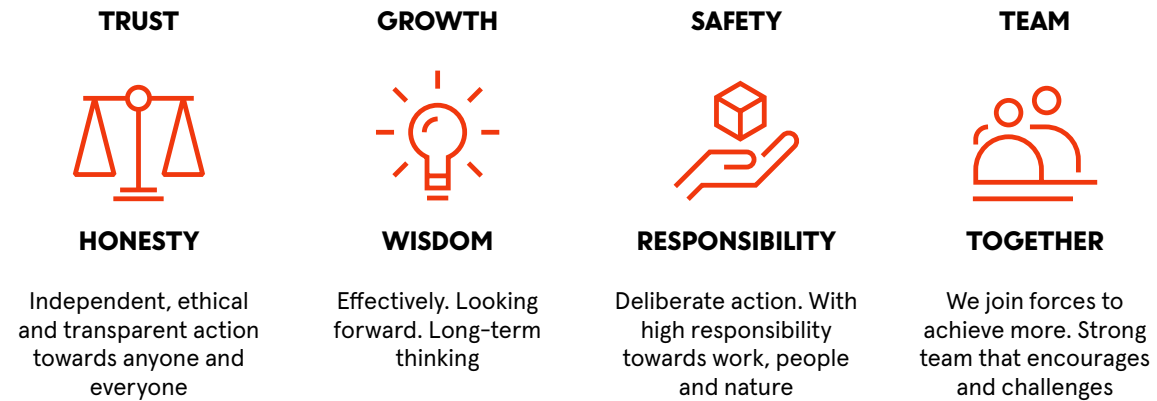 TRUST
HONESTY
Independent, ethical
and transparent action
towards anyone and
everyone
GROWTH
WISDOM
Effectively. Looking
forward. Long-term
thinking
SAFETY
RESPONSIBILITY
Deliberate action. With
high responsibility
towards work, people
and nature
TEAM
TOGETHER
We join forces to
achieve more. Strong
team that encourages
and challenges